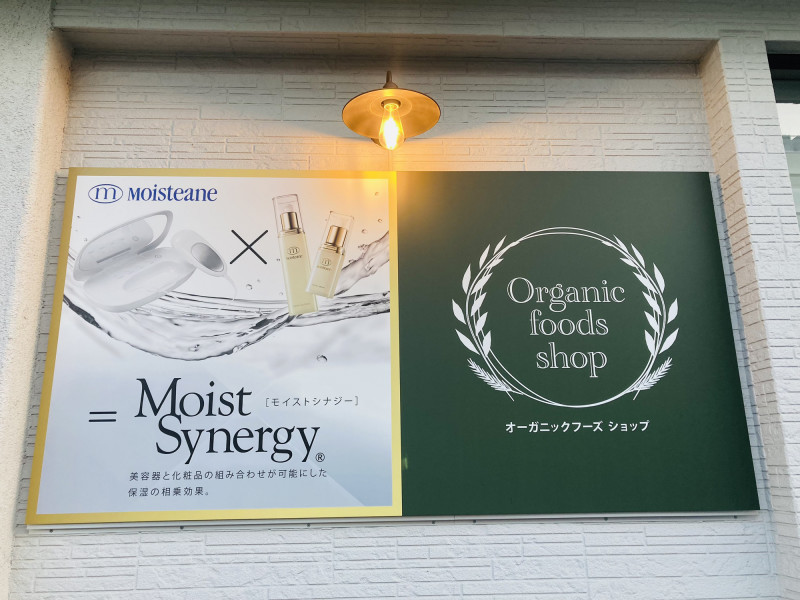 m MOISTEANE
×
m
m
= Moist
[モイストシナジー]
Synergy®
美容器と化粧品の組み合わせが可能にした
保湿の相乗効果。
Organic
foods
shop
オーガニックフーズ ショップ